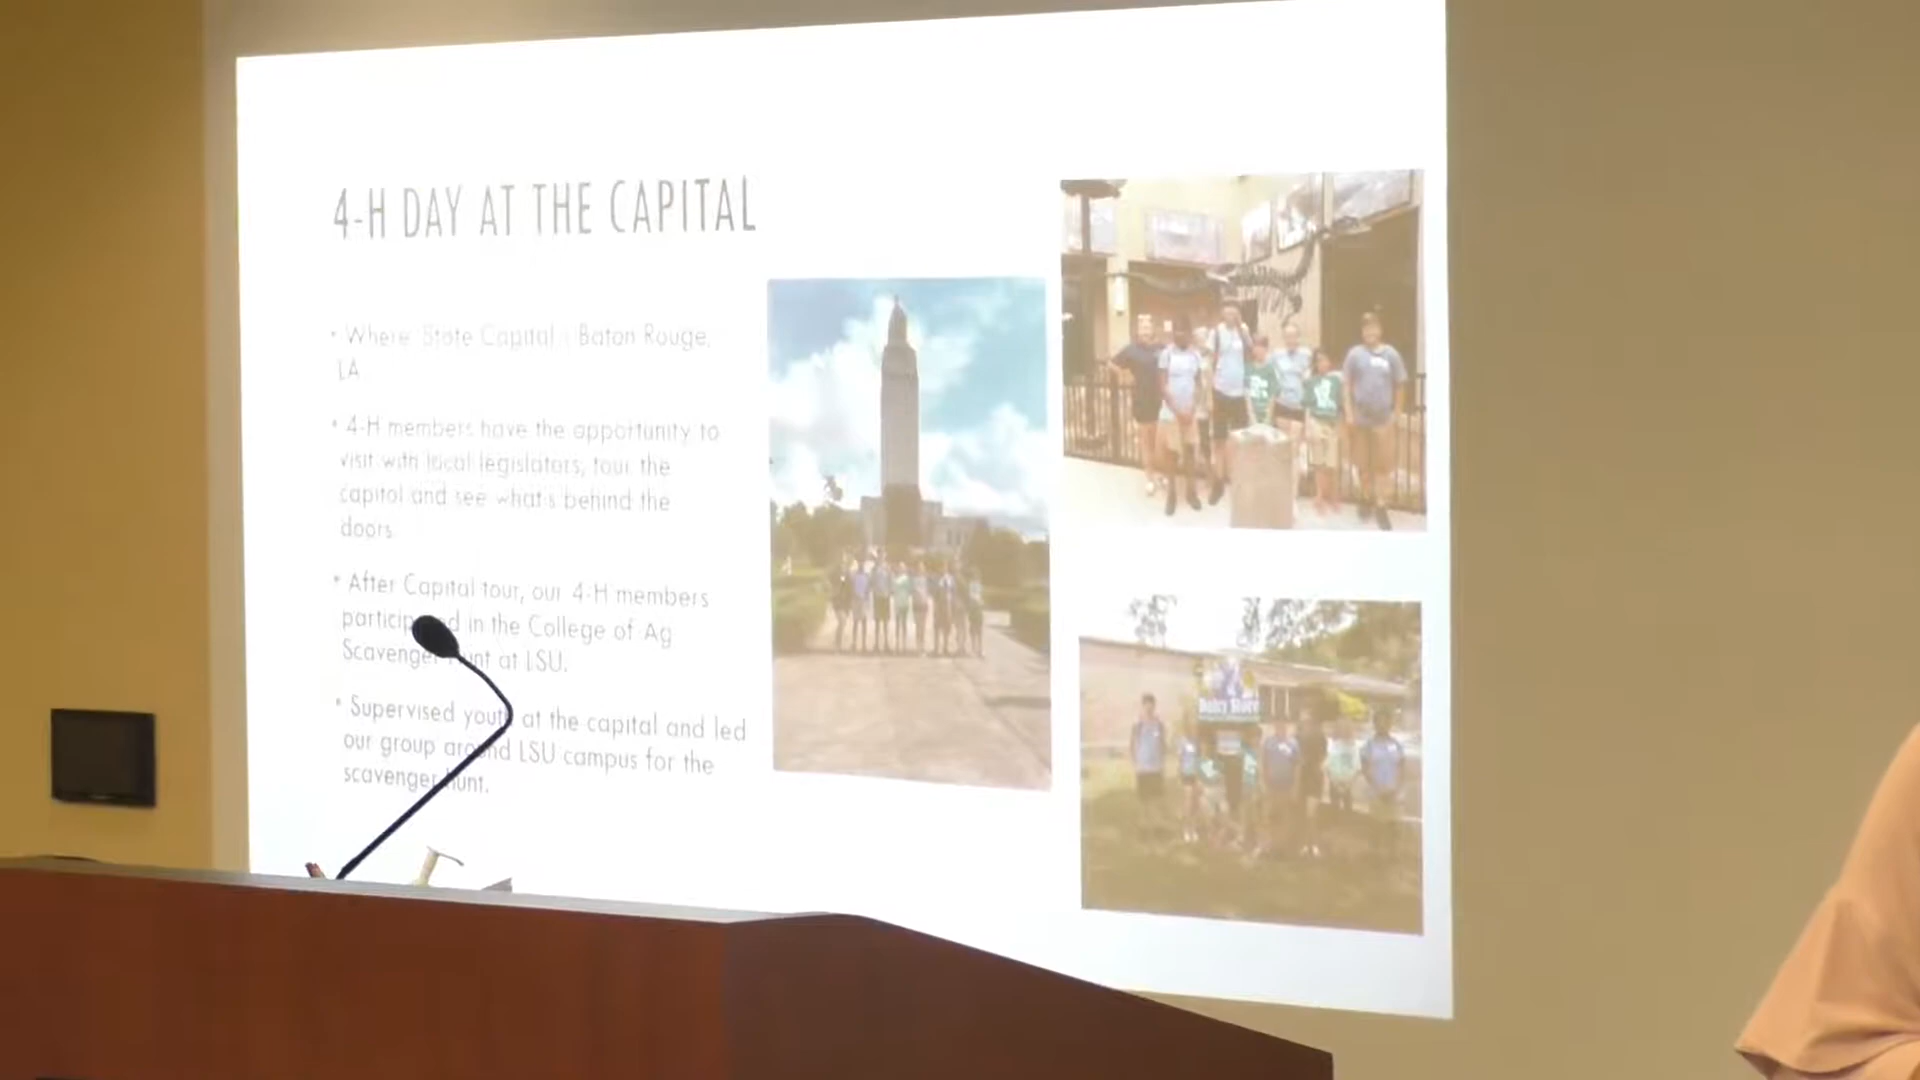 4-H DAY AT THE CAPITAL
• Where: State Capital - Baton Rouge,
LA
• 4-H members have the opportunity to
visit with local legislators, tour the
capitol and see what's behind the
doors.
• After Capital tour, our 4-H members
in the College of Ag
at LSU.
• Supervised at the capital and led
our group LSU campus for the
scavenger
Dairy Store